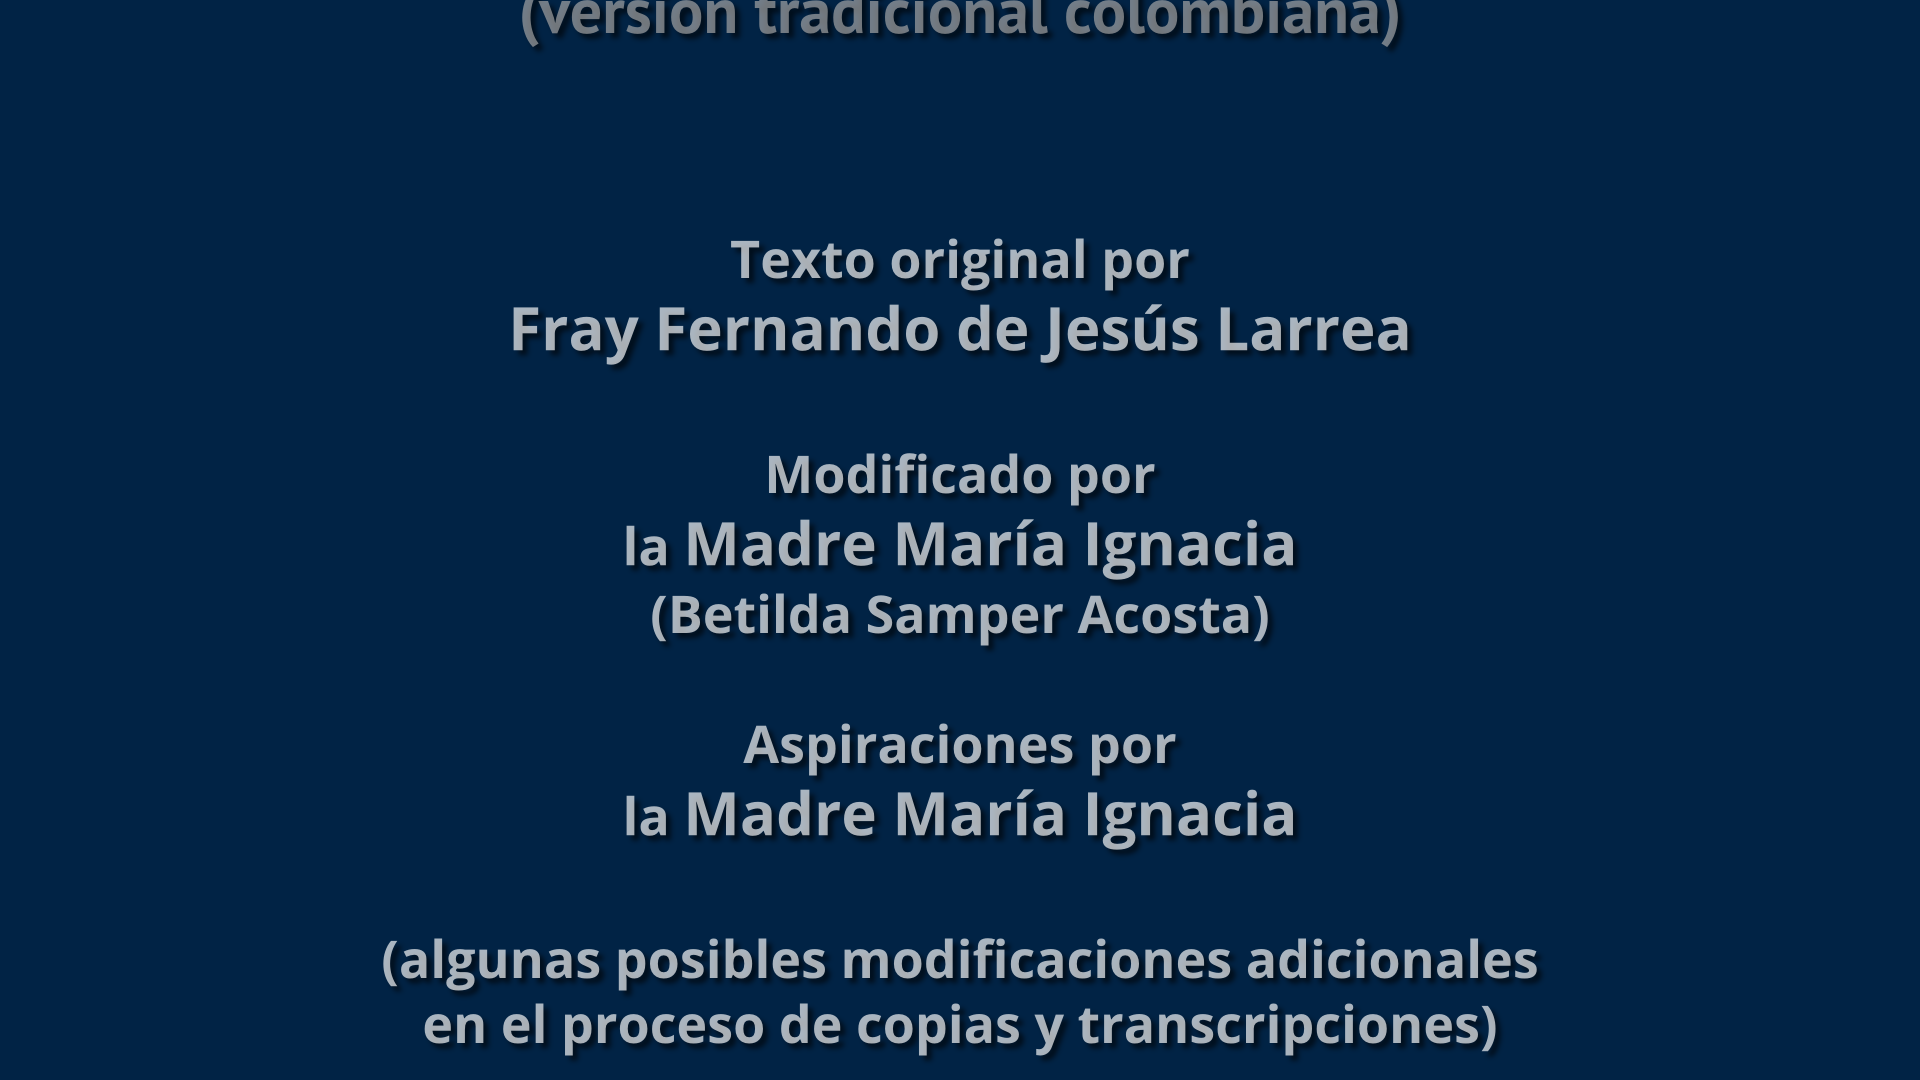 (versión tradicional colombiana)
Texto original por
Fray Fernando de Jesús Larrea
Modificado por
la Madre María Ignacia
(Betilda Samper Acosta)
Aspiraciones por
la Madre María Ignacia
(algunas posibles modificaciones adicionales
en el proceso de copias y transcripciones)